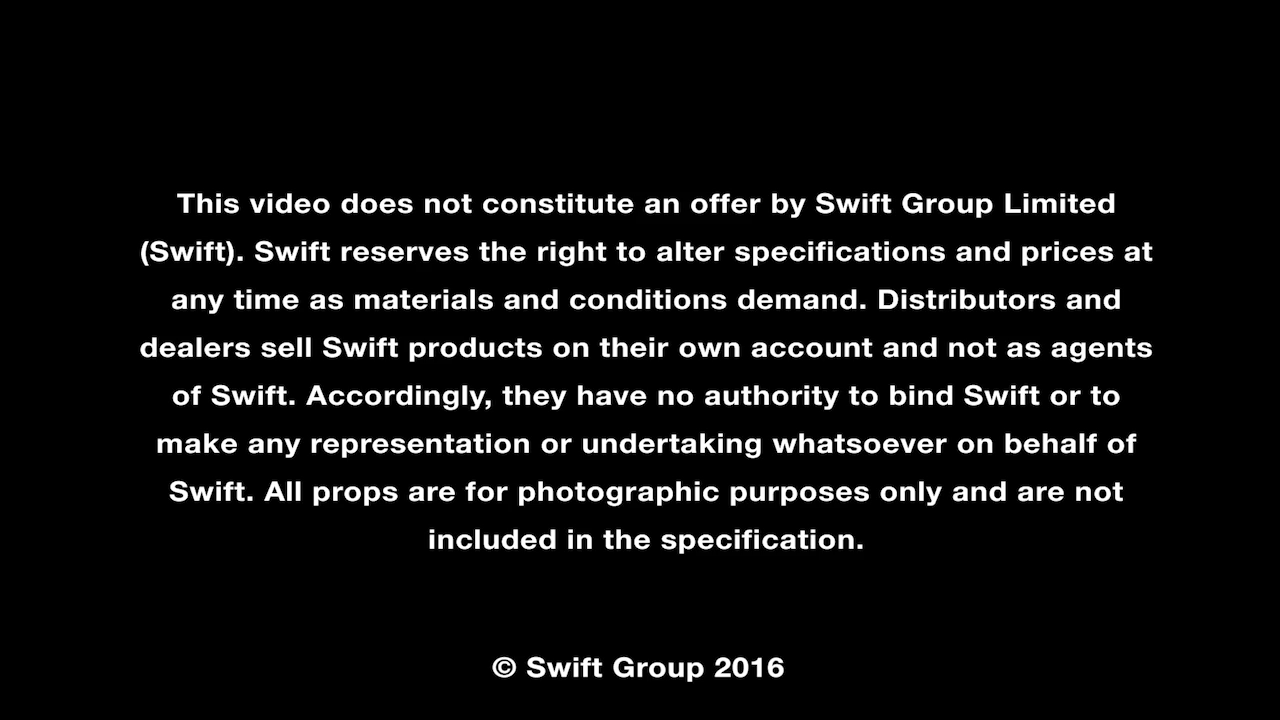 This video does not constitute an offer by Swift Group Limited
(Swift). Swift reserves the right to alter specifications and prices at
any time as materials and conditions demand. Distributors and
dealers sell Swift products on their own account and not as agents
of Swift. Accordingly, they have no authority to bind Swift or to
make any representation or undertaking whatsoever on behalf of
Swift. All props are for photographic purposes only and are not
included in the specification.
© Swift Group 2016